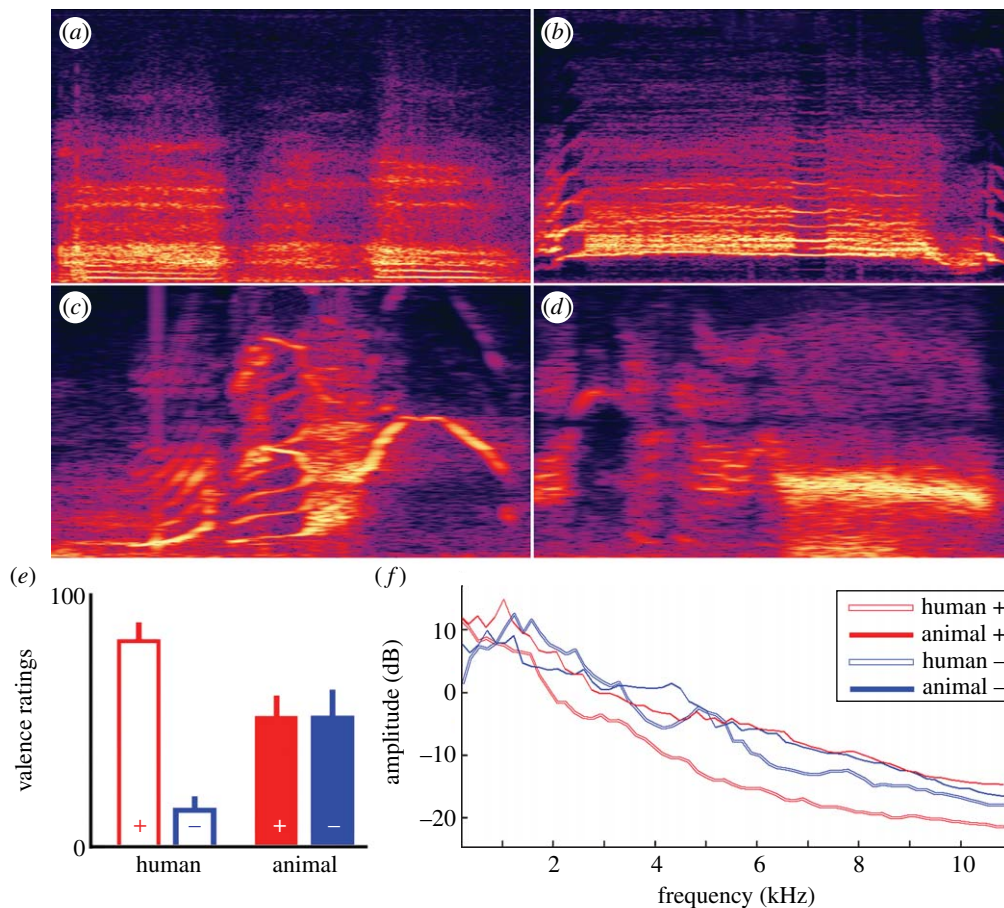 (a)
(b)
(c)
(d)
(e)
100
valence ratings
0
+
−
+
−
human
animal
(f)
10
0
−10
−20
amplitude (dB)
2
4
6
8
10
frequency (kHz)
human +
animal +
human −
animal −